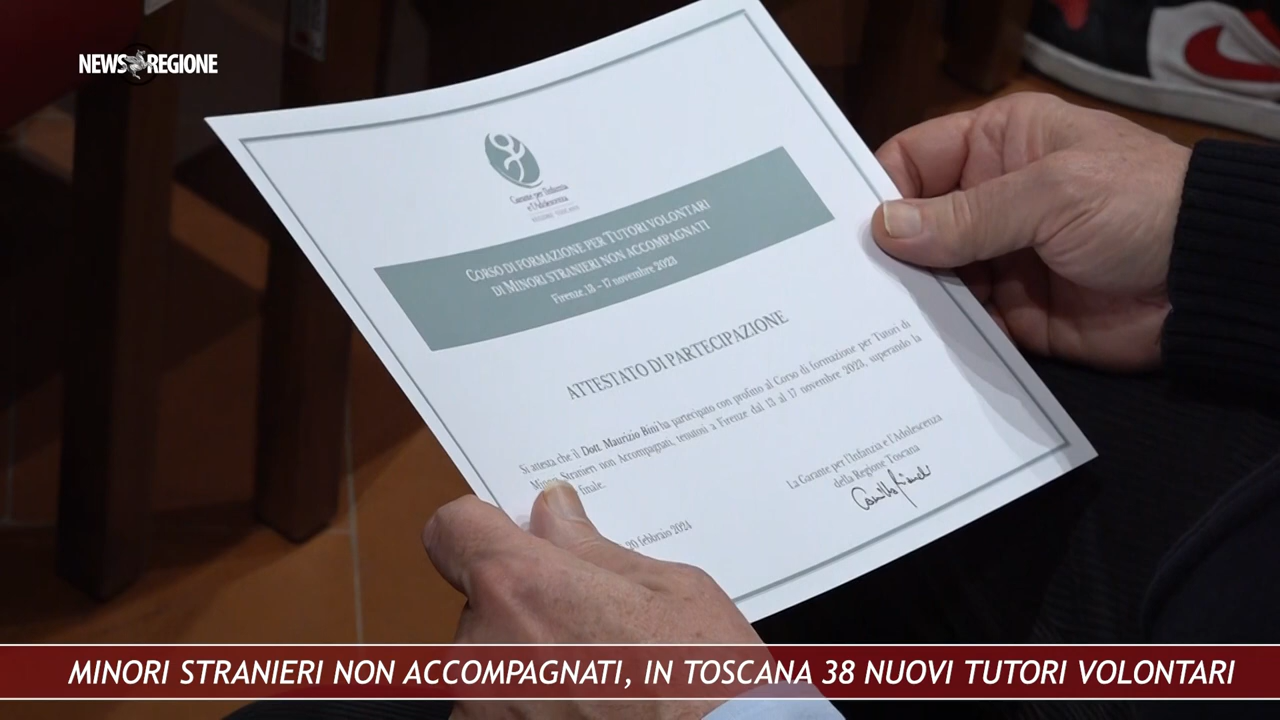 NEWS REGIONE
Garante per l'Infanzia
e l'Adolescenza
REGIONE TOSCANA
CORSO DI FORMAZIONE PER TUTORI VOLONTARI
DI MINORI STRANIERI NON ACCOMPAGNATI
Firenze, 13 - 17 novembre 2023
ATTESTATO DI PARTECIPAZIONE
Si attesta che il Dott. Maurizio Bini ha partecipato con profitto al Corso di formazione per Tutori di
Minori Stranieri non Accompagnati, tenutosi a Firenze dal 13 al 17 novembre 2023, superando la
finale.
La Garante per l'Infanzia e l'Adolescenza
della Regione Toscana
20 febbraio 2024
MINORI STRANIERI NON ACCOMPAGNATI, IN TOSCANA 38 NUOVI TUTORI VOLONTARI